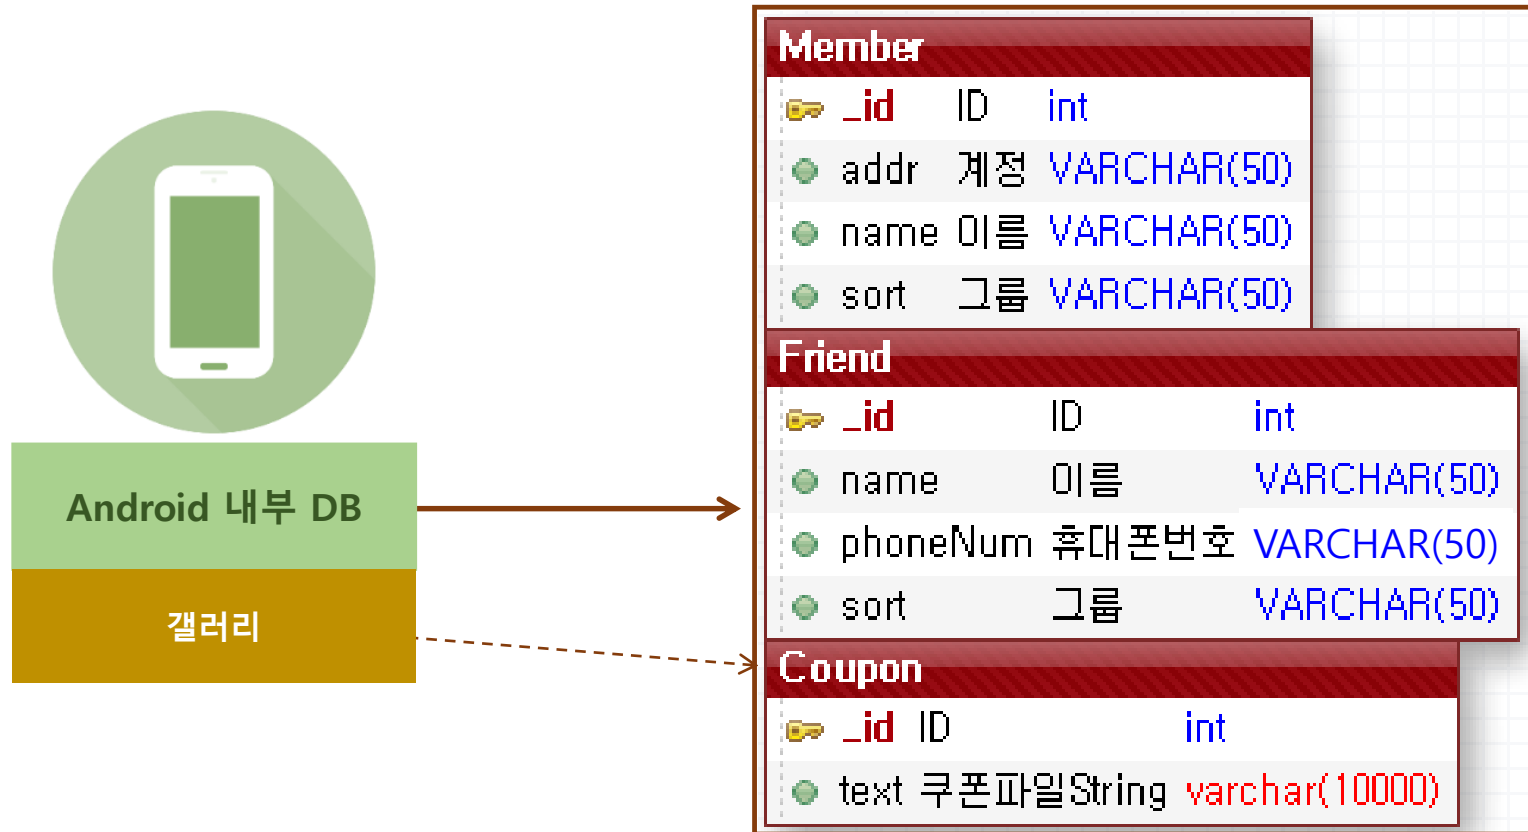 Android 내부 DB
갤러리
Member
_id ID int
addr 계정 VARCHAR(50)
name 이름 VARCHAR(50)
sort 그룹 VARCHAR(50)
Friend
_id ID int
name 이름 VARCHAR(50)
phoneNum 휴대폰번호 VARCHAR(50)
sort 그룹 VARCHAR(50)
Coupon
_id ID int
text 쿠폰파일String varchar(10000)